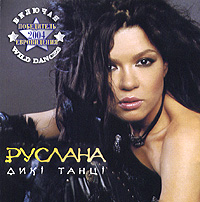 ВКЛЮЧАЯ
ПОБЕДИТЕЛЬ
2004
ЕВРОВИДЕНИЯ
WILD DANCES
РУСЛАНА
ДИКІ ТАНЦІ